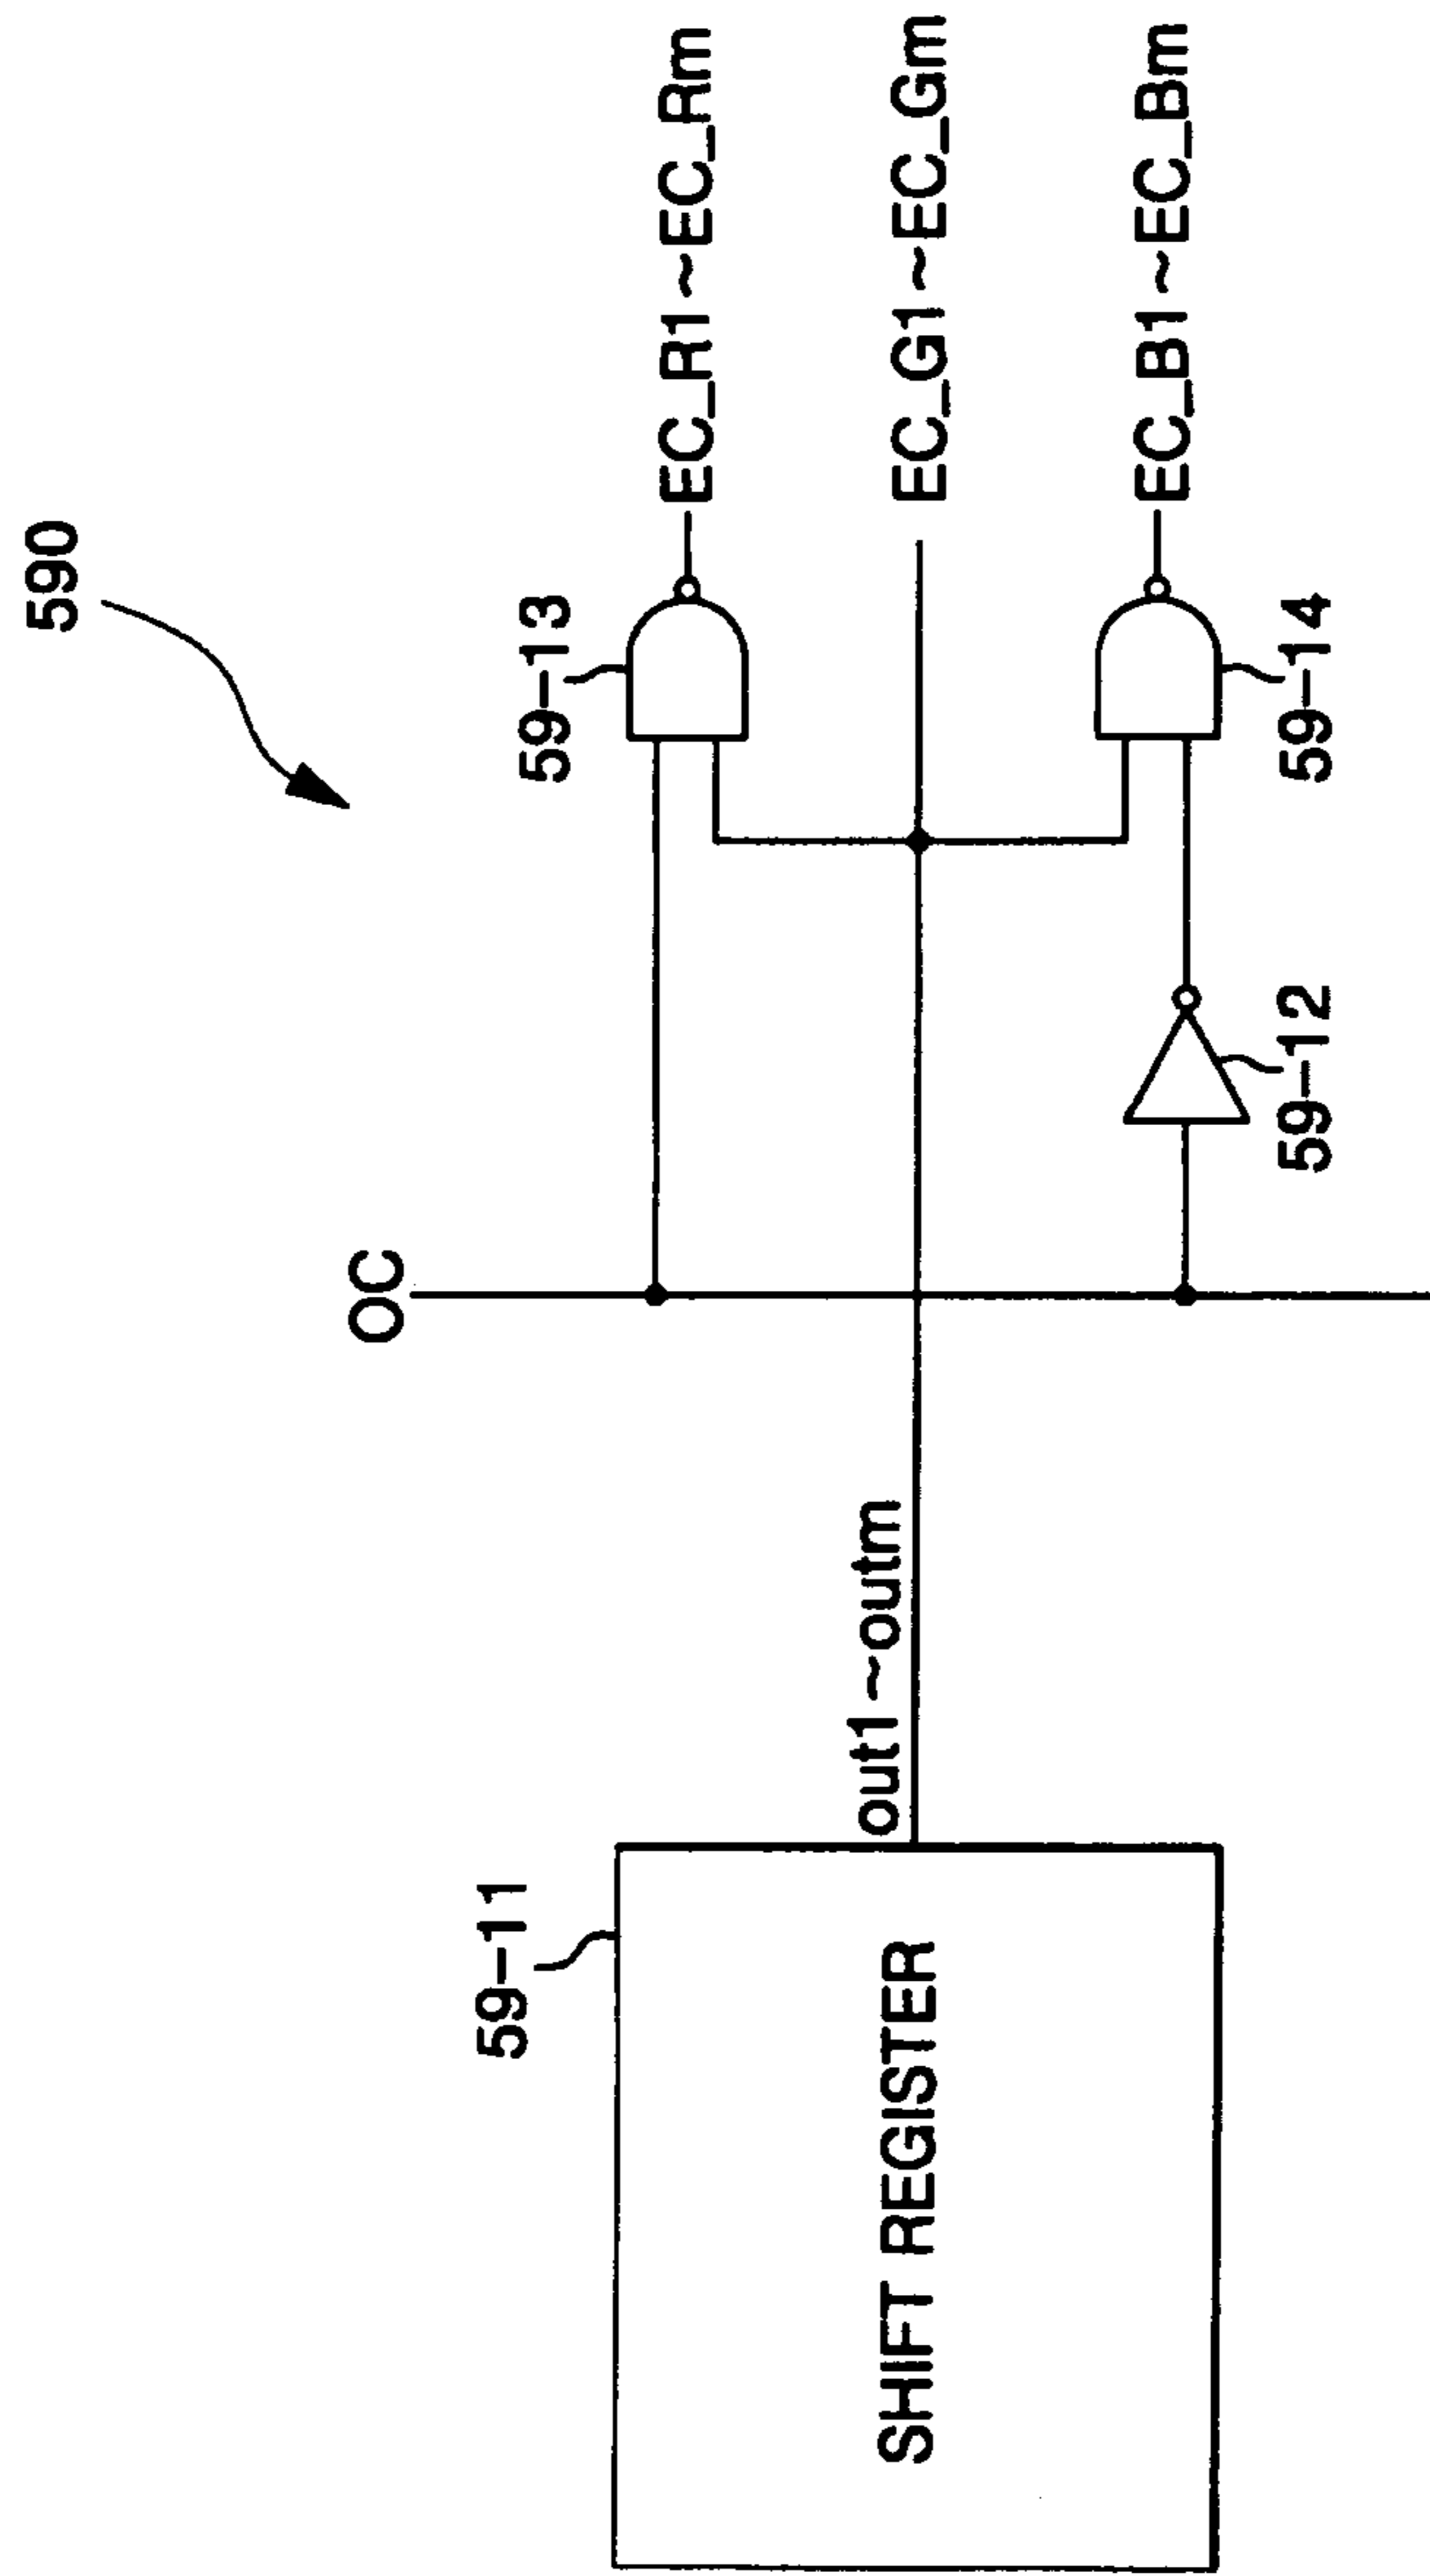 590
59-11
SHIFT REGISTER
out1~outm
OC
59-13
EC_R1~EC_Rm
EC_G1~EC_Gm
59-12
59-14
EC_B1~EC_Bm